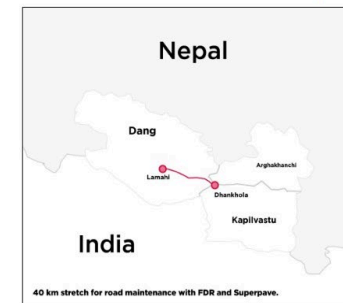 Nepal
Dang
Arghakhanchi
Lamahi
Dhankhola
Kapilvastu
India
40 km stretch for road maintenance with FDR and Superpave.